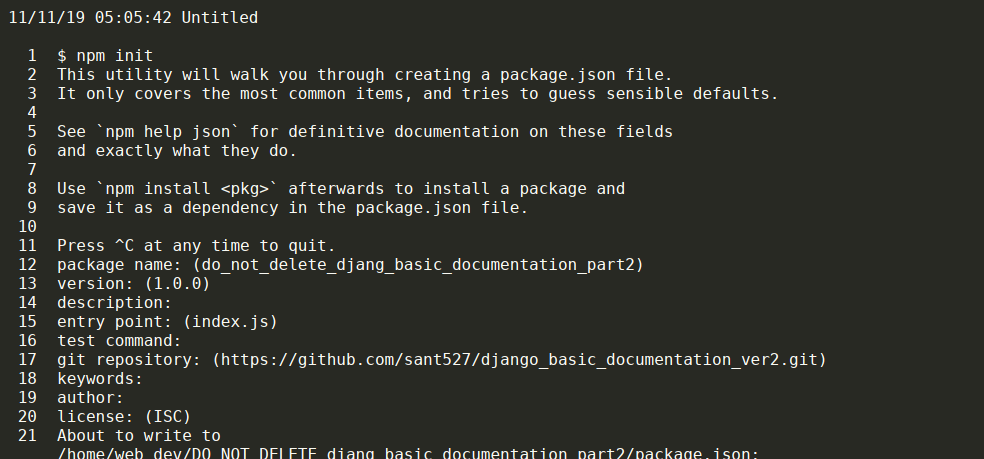 11/11/19 05:05:42 Untitled
1 $ npm init
2 This utility will walk you through creating a package.json file.
3 It only covers the most common items, and tries to guess sensible defaults.
4
5 See `npm help json` for definitive documentation on these fields
6 and exactly what they do.
7
8 Use `npm install <pkg>` afterwards to install a package and
9 save it as a dependency in the package.json file.
10
11 Press ^C at any time to quit.
12 package name: (do_not_delete_djang_basic_documentation_part2)
13 version: (1.0.0)
14 description:
15 entry point: (index.js)
16 test command:
17 git repository: (https://github.com/sant527/django_basic_documentation_ver2.git)
18 keywords:
19 author:
20 license: (ISC)
21 About to write to
/home/web_dev/DO_NOT_DELETE_djang_basic_documentation_part2/package.json: